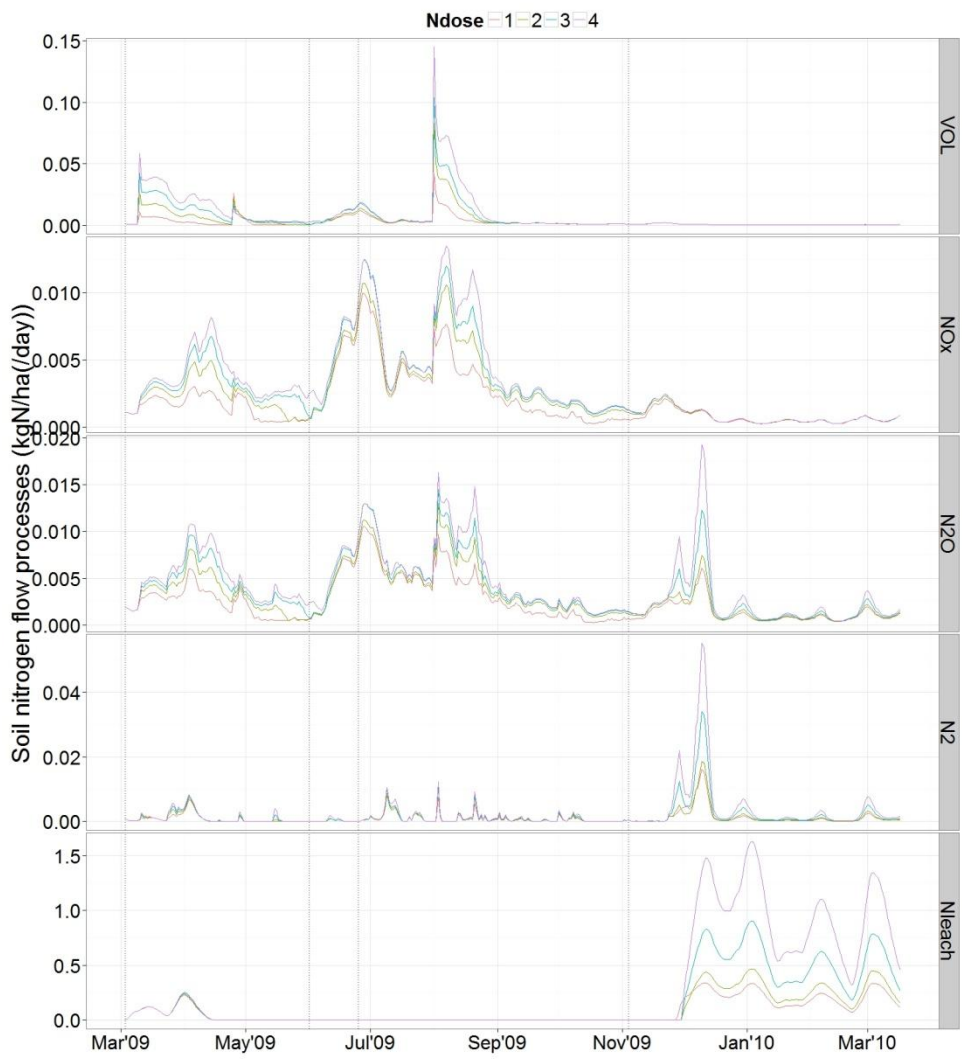 Ndose 1 2 3 4
Soil nitrogen flow processes (kgN/ha(/day))
0.15
0.10
0.05
0.00
VOL
0.010
0.005
0.000
NOx
0.020
0.015
0.010
0.005
0.000
N2O
0.04
0.02
0.00
N2
1.5
1.0
0.5
0.0
Nleach
Mar'09 May'09 Jul'09 Sep'09 Nov'09 Jan'10 Mar'10